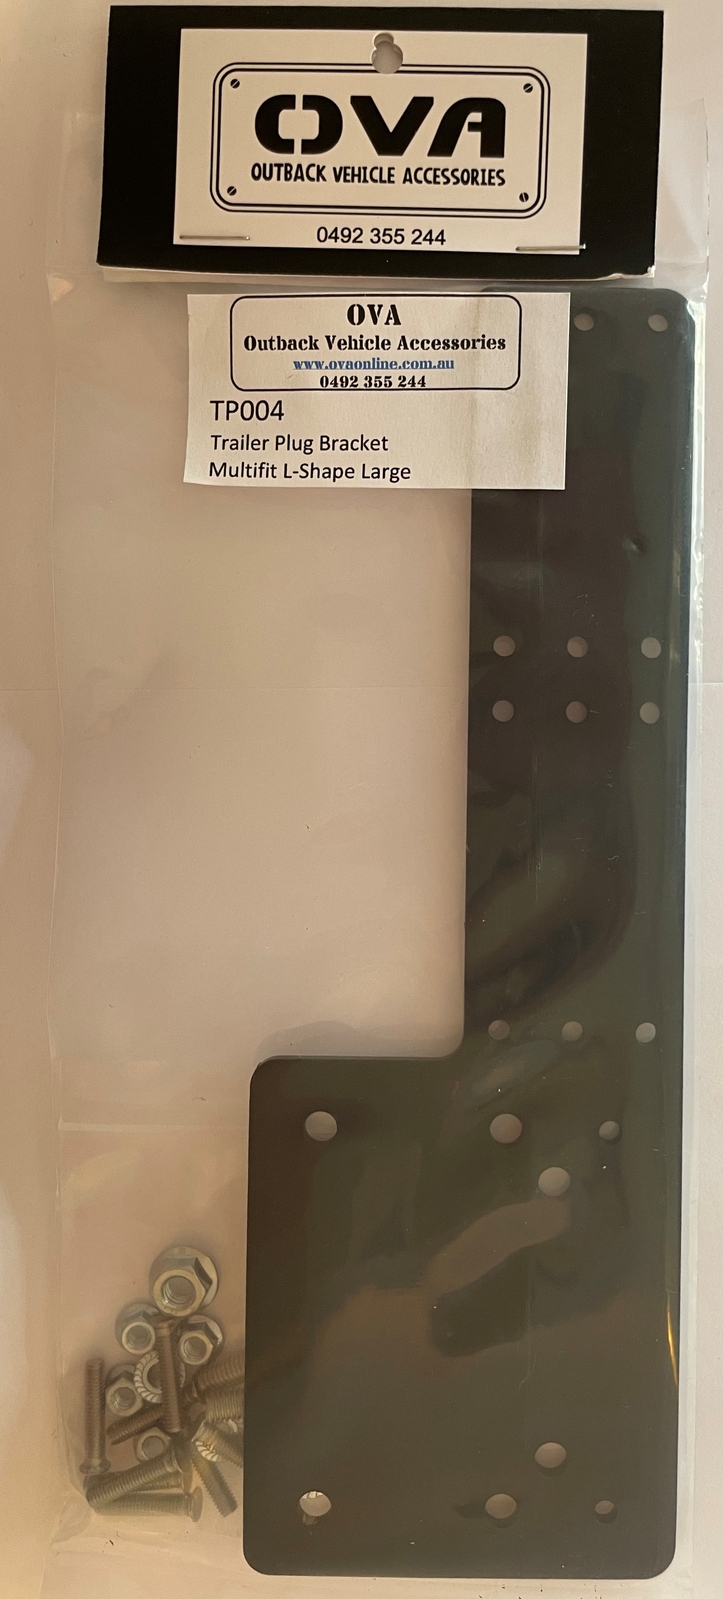 OVA
OUTBACK VEHICLE ACCESSORIES
0492 355 244
OVA
Outback Vehicle Accessories
www.ovaonline.com.au
0492 355 244
TP004
Trailer Plug Bracket
Multifit L-Shape Large